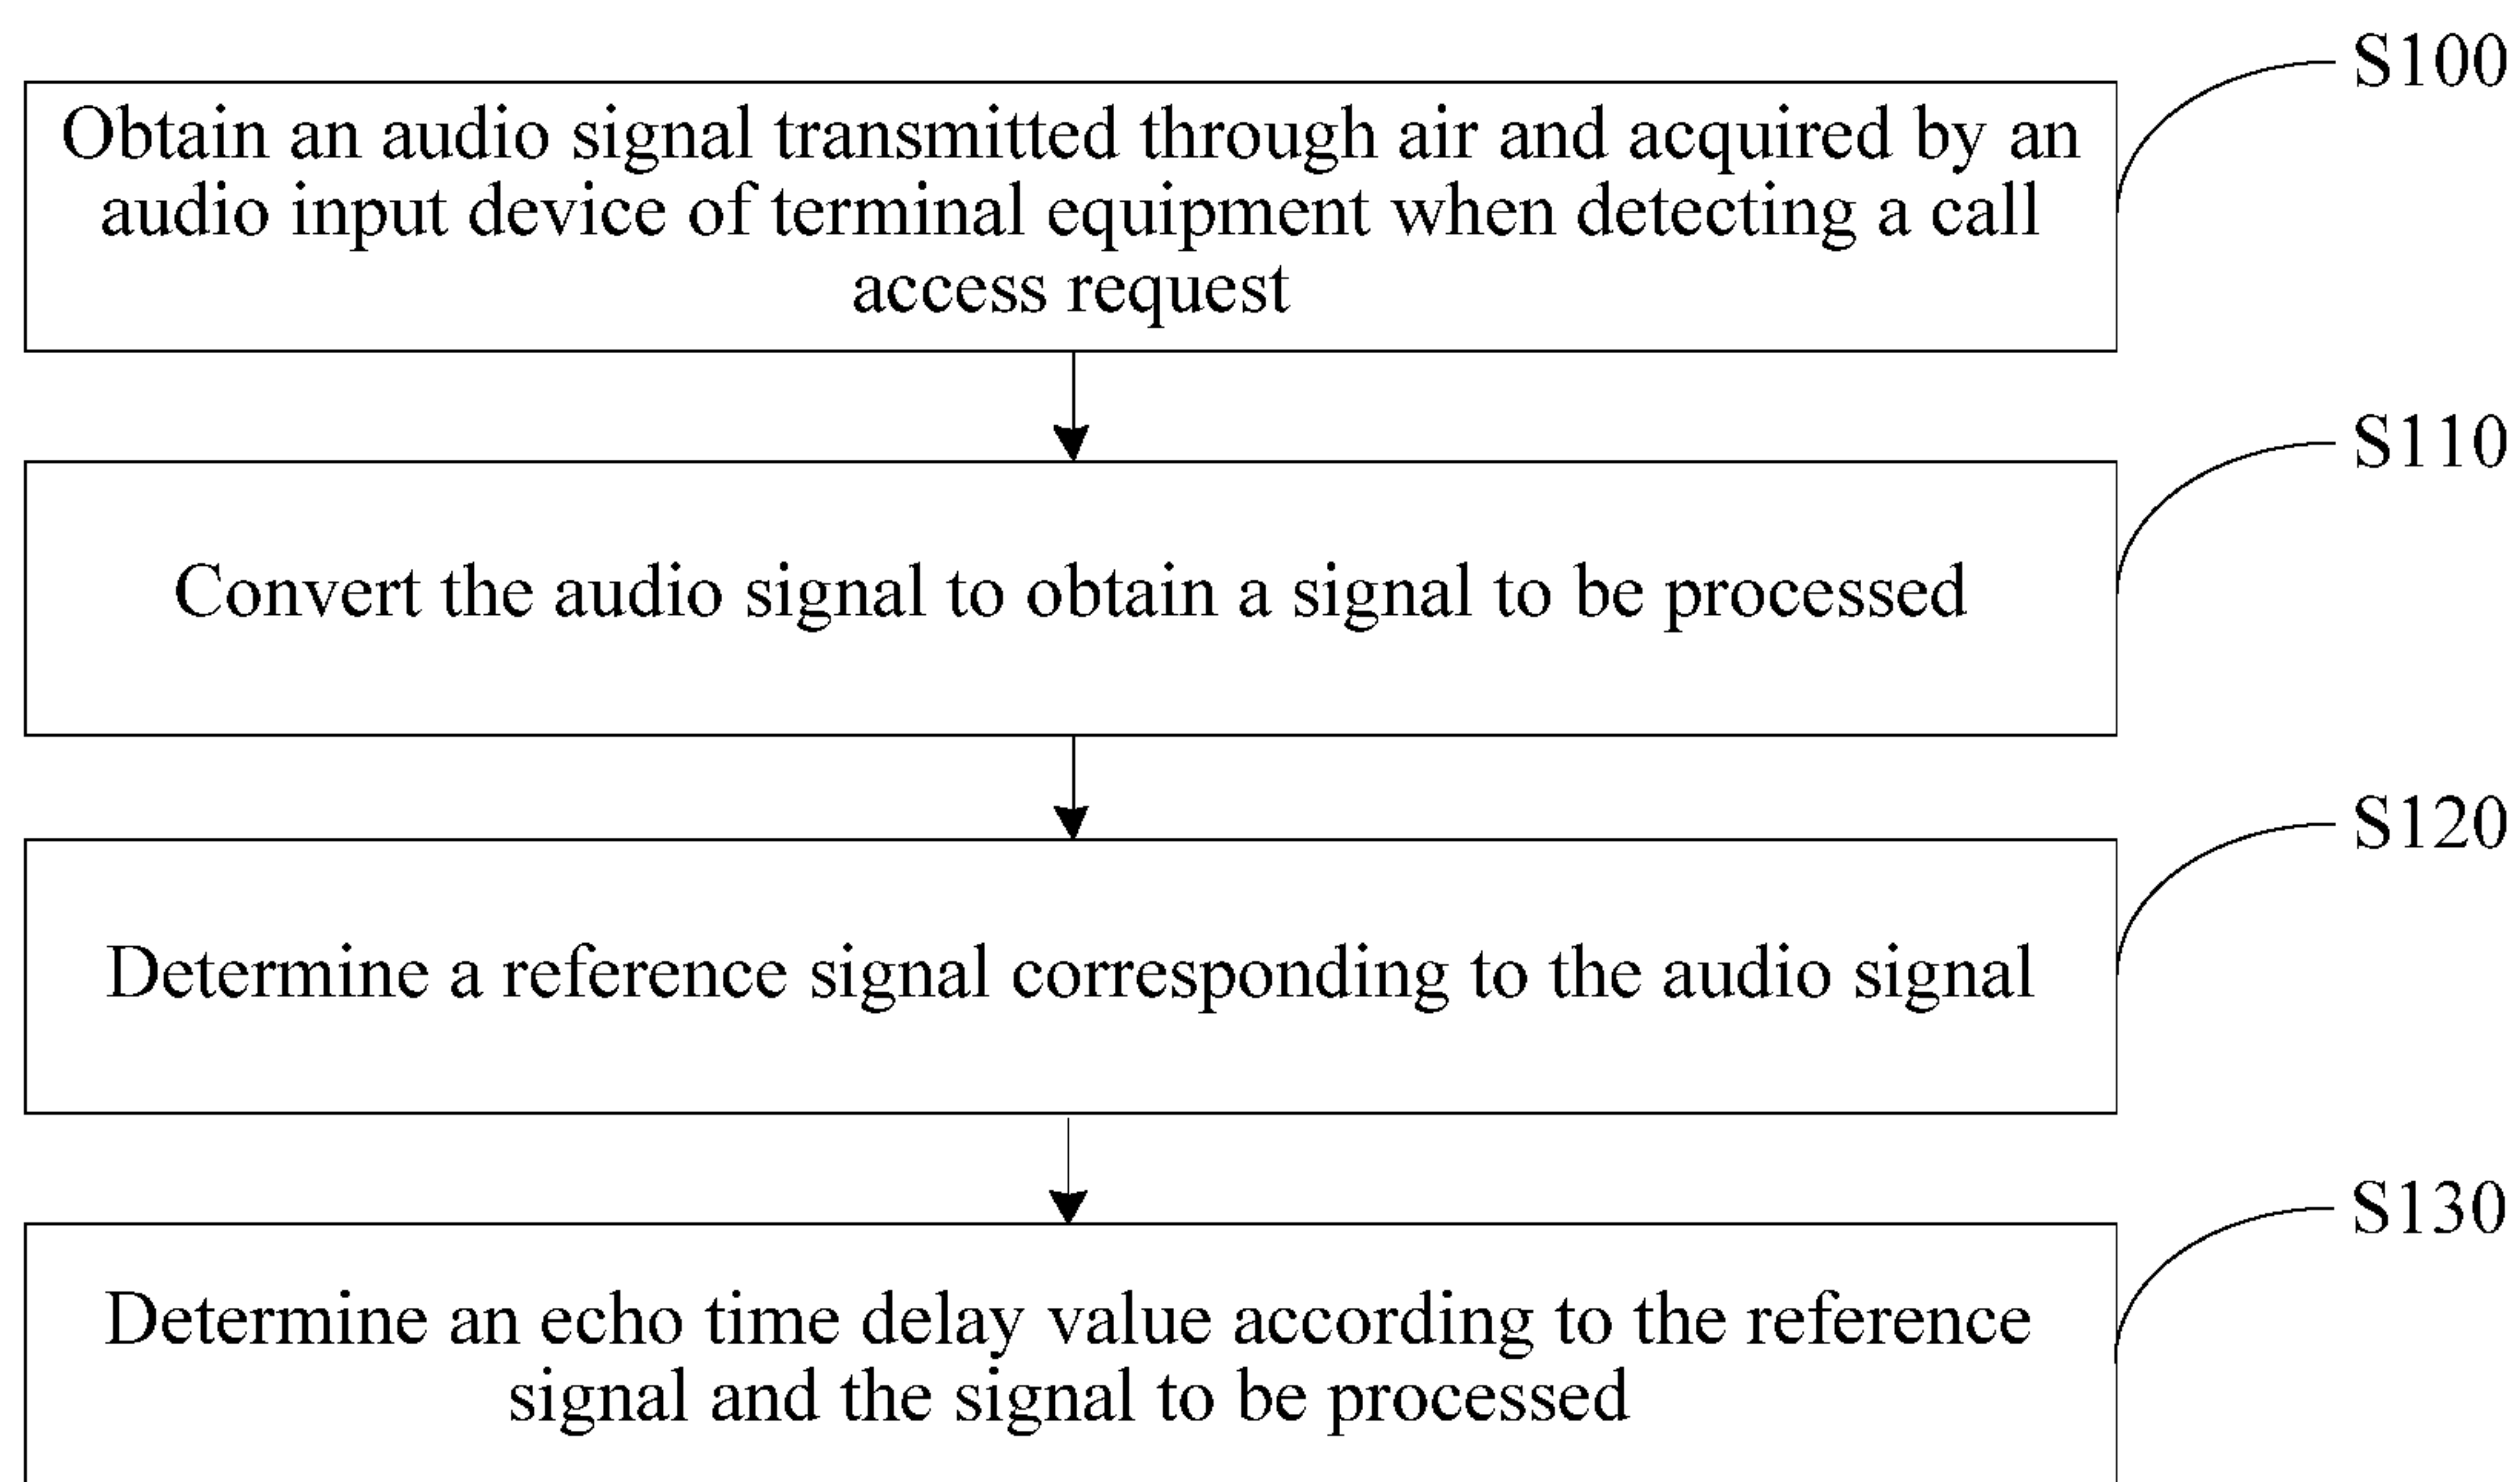 S100
Obtain an audio signal transmitted through air and acquired by an
audio input device of terminal equipment when detecting a call
access request
S110
Convert the audio signal to obtain a signal to be processed
S120
Determine a reference signal corresponding to the audio signal
S130
Determine an echo time delay value according to the reference
signal and the signal to be processed